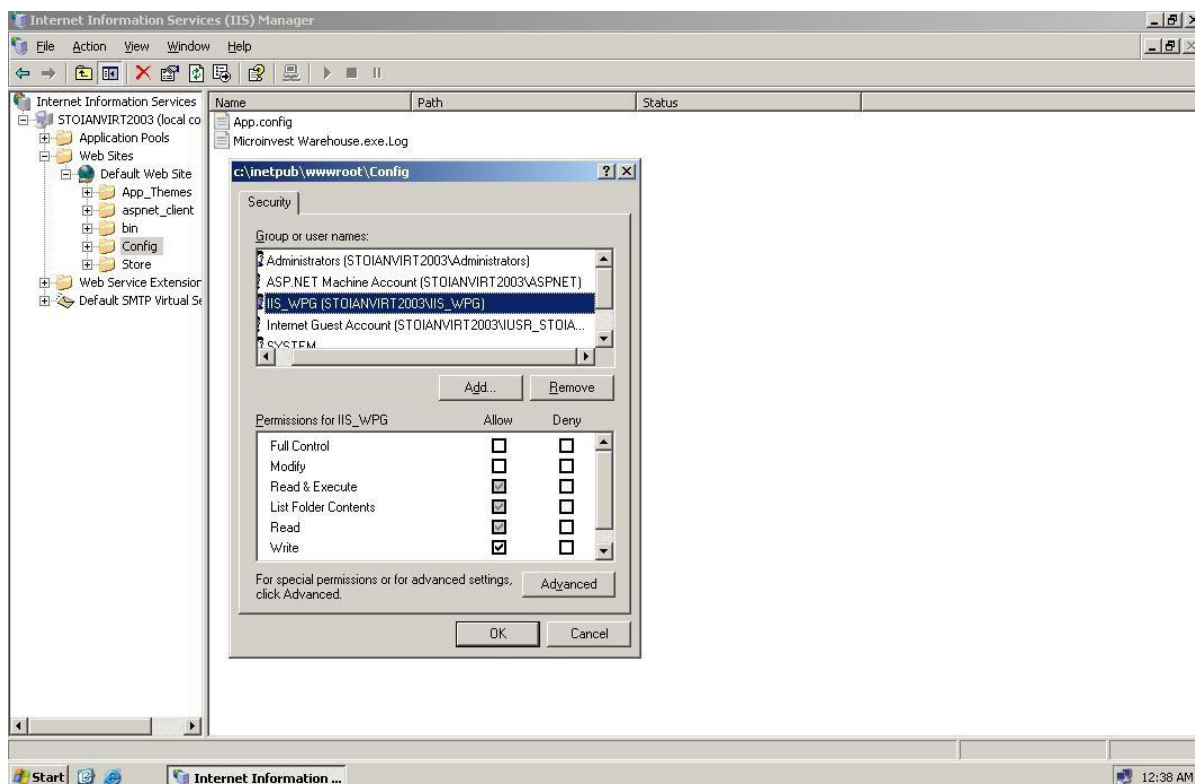 Internet Information Services (IIS) Manager
File Action View Window Help
Internet Information Services
STOIANVIRT2003 (local co
Application Pools
Web Sites
Default Web Site
App_Themes
aspnet_client
bin
Config
Store
Web Service Extension
Default SMTP Virtual Se
Name Path Status
App.config
Microinvest Warehouse.exe.Log
c:\inetpub\wwwroot\Config
Security
Group or user names:
Administrators (STOIANVIRT2003\Administrators)
ASP.NET Machine Account (STOIANVIRT2003\ASPNET)
IIS_WPG (STOIANVIRT2003\IIS_WPG)
Internet Guest Account (STOIANVIRT2003\IUSR_STOIA...
SYSTEM
Add... Remove
Permissions for IIS_WPG Allow Deny
Full Control
Modify
Read & Execute
List Folder Contents
Read
Write
For special permissions or for advanced settings,
click Advanced.
Advanced
OK Cancel
Start Internet Information ... 12:38 AM